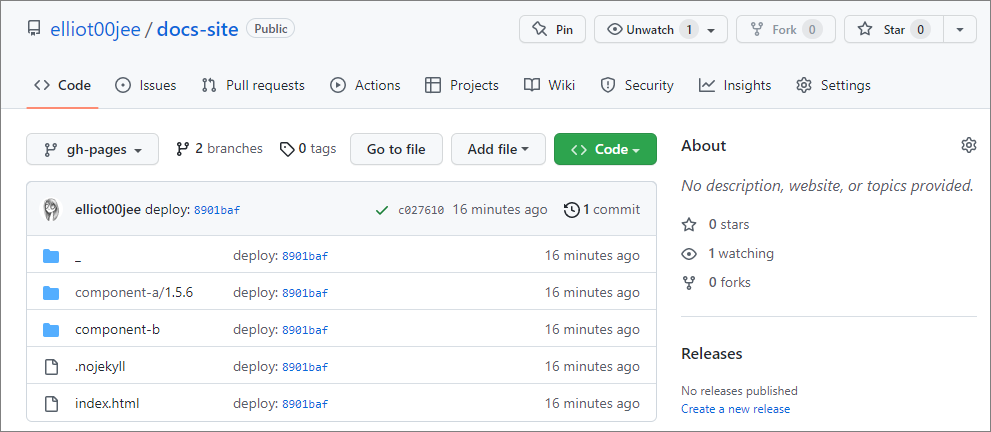 elliot00jee / docs-site Public Pin Unwatch 1 Fork 0 Star 0
Code Issues Pull requests Actions Projects Wiki Security Insights Settings
gh-pages 2 branches 0 tags Go to file Add file Code
elliot00jee deploy: 8901baf c027610 16 minutes ago 1 commit
_ deploy: 8901baf 16 minutes ago
component-a/1.5.6 deploy: 8901baf 16 minutes ago
component-b deploy: 8901baf 16 minutes ago
.nojekyll deploy: 8901baf 16 minutes ago
index.html deploy: 8901baf 16 minutes ago
About
No description, website, or topics provided.
0 stars
1 watching
0 forks
Releases
No releases published
Create a new release